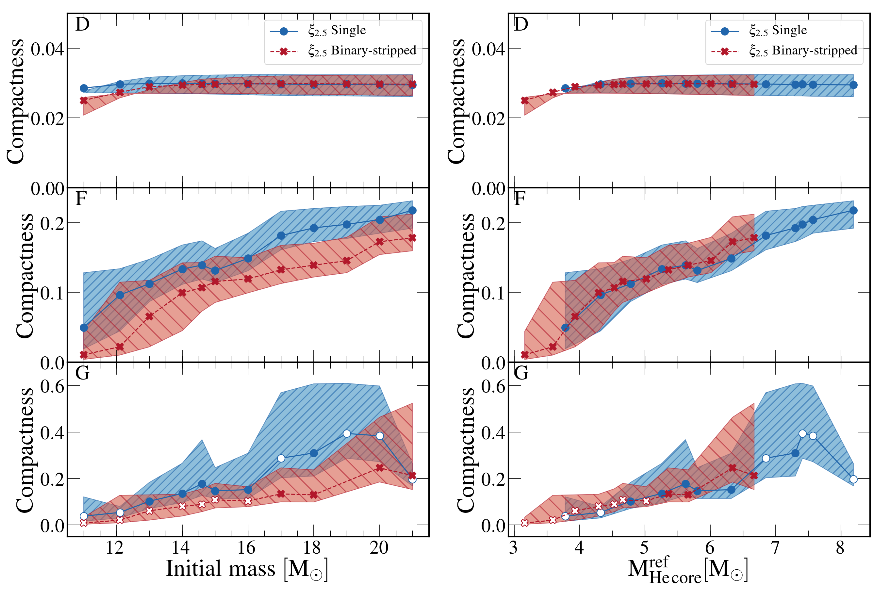 D
ξ2.5 Single
ξ2.5 Binary-stripped
0.04
0.02
0.00
Compactness
D
ξ2.5 Single
ξ2.5 Binary-stripped
0.04
0.02
0.00
Compactness
F
0.2
0.1
0.0
Compactness
F
0.2
0.1
0.0
Compactness
G
0.6
0.4
0.2
0.0
Compactness
12 14 16 18 20
Initial mass [M⊙]
G
0.6
0.4
0.2
0.0
Compactness
3 4 5 6 7 8
M^ref_He core [M⊙]